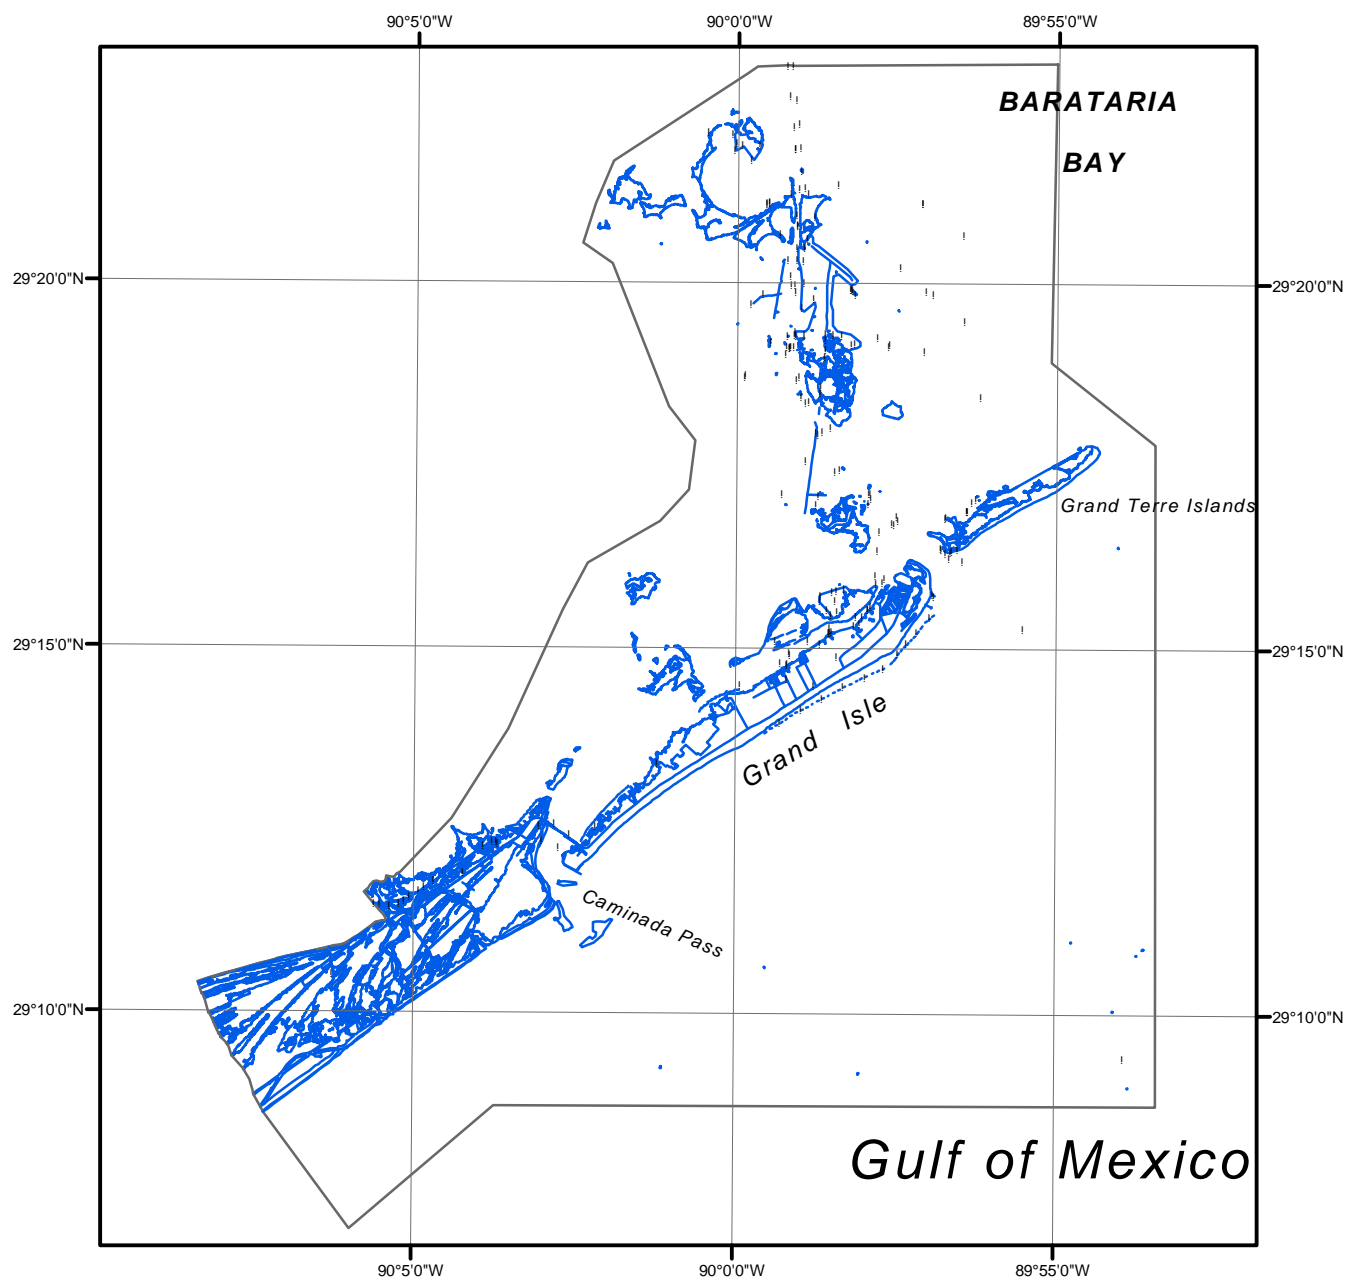 90°5'0"W 90°0'0"W 89°55'0"W
BARATARIA
BAY
29°20'0"N 29°20'0"N
Grand Terre Islands
29°15'0"N 29°15'0"N
Grand Isle
Caminada Pass
29°10'0"N 29°10'0"N
Gulf of Mexico
90°5'0"W 90°0'0"W 89°55'0"W